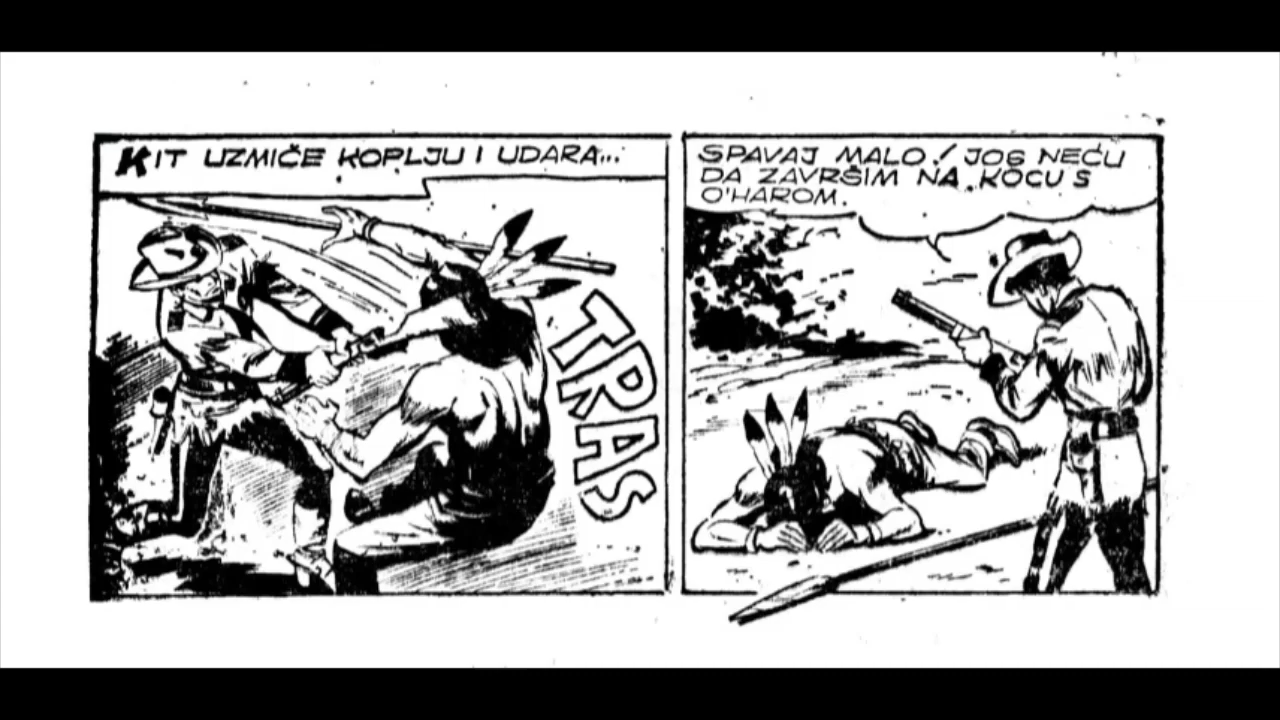 KIT UZMIČE KOPLJU I UDARA...
TRAS
SPAVAJ MALO! JOŠ NEĆU
DA ZAVRŠIM NA KOCU S
O'HAROM.